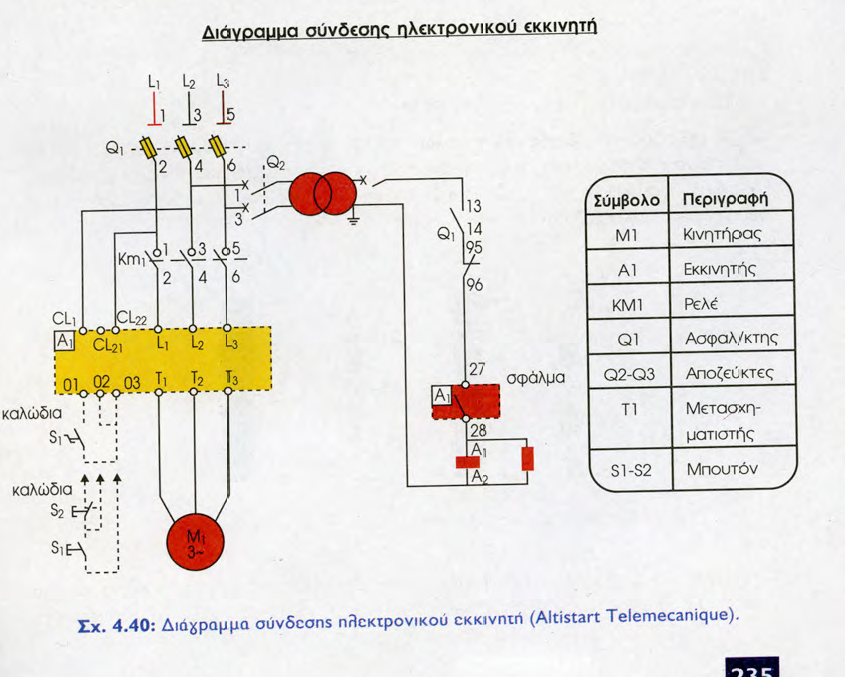 Διάγραμμα σύνδεσης ηλεκτρονικού εκκινητή
L1 L2 L3
1 3 5
Q1
2 4 6
Q2
1
3
13
Q1 14
95
96
Km1
1 3 5
2 4 6
CL1 CL22
A1 CL21 L1 L2 L3
01 02 03 T1 T2 T3
καλώδια
S1
καλώδια
S2
S1
M1
3~
27
σφάλμα
A1
28
A1
A2
Σύμβολο Περιγραφή
M1 Κινητήρας
A1 Εκκινητής
KM1 Ρελέ
Q1 Ασφαλ/κτης
Q2-Q3 Αποζεύκτες
T1 Μετασχη-
ματιστής
S1-S2 Μπουτόν
Σχ. 4.40: Διάγραμμα σύνδεσης ηλεκτρονικού εκκινητή (Altistart Telemecanique).
235